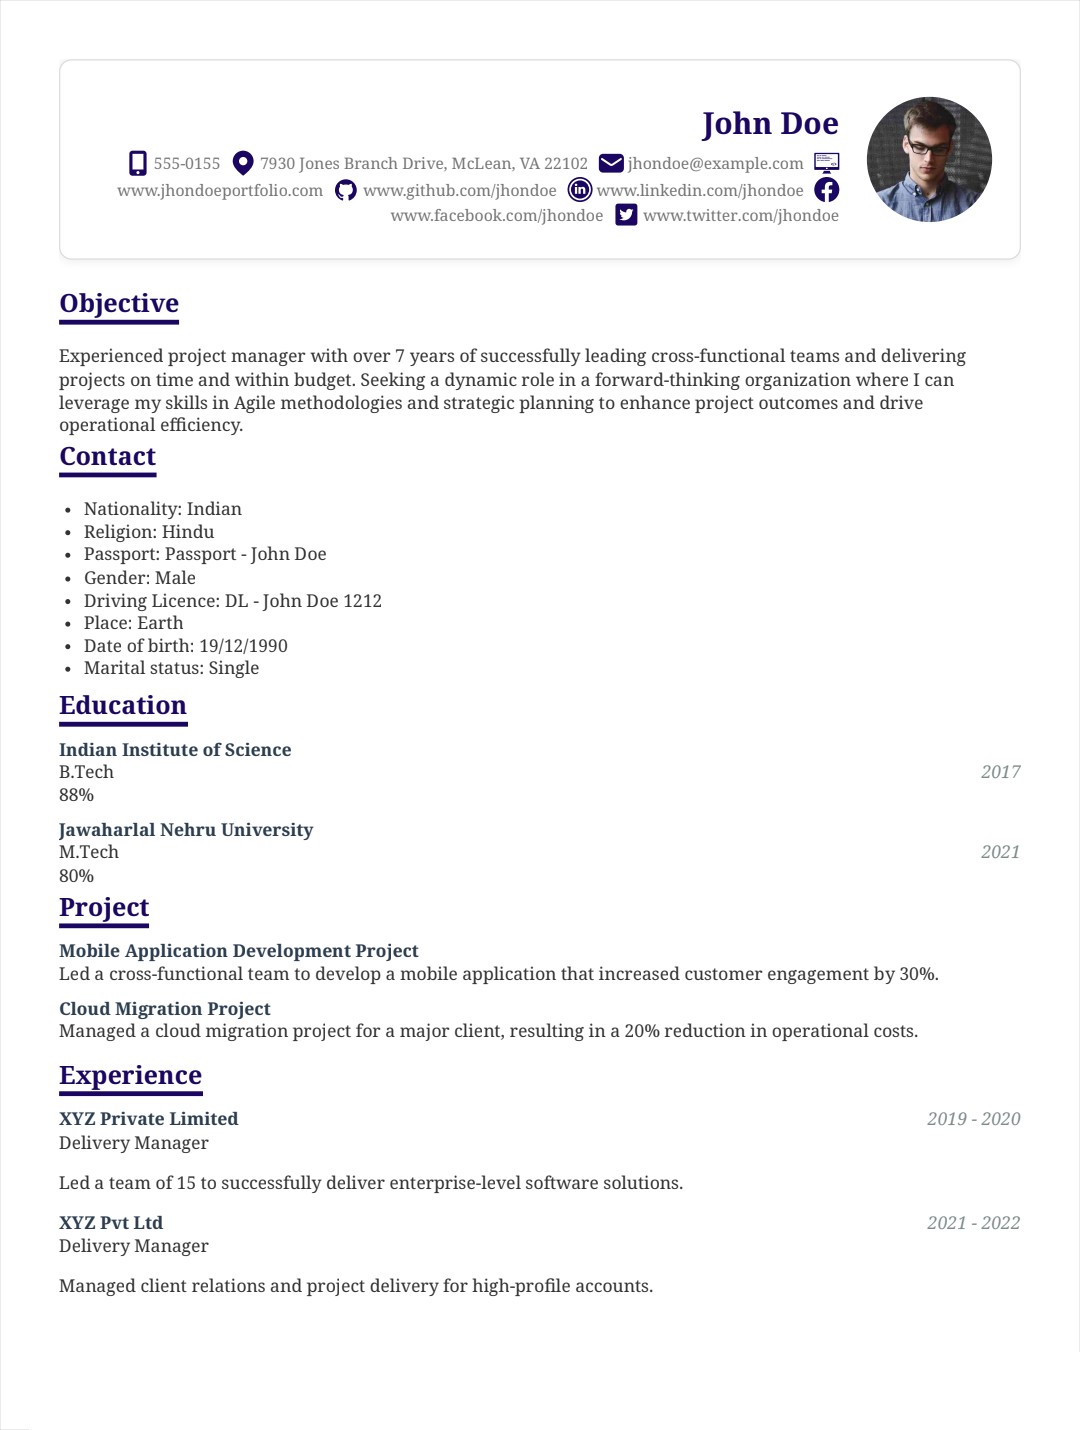 John Doe
555-0155 7930 Jones Branch Drive, McLean, VA 22102 jhondoe@example.com
www.jhondoeportfolio.com www.github.com/jhondoe www.linkedin.com/jhondoe
www.facebook.com/jhondoe www.twitter.com/jhondoe
Objective
Experienced project manager with over 7 years of successfully leading cross-functional teams and delivering
projects on time and within budget. Seeking a dynamic role in a forward-thinking organization where I can
leverage my skills in Agile methodologies and strategic planning to enhance project outcomes and drive
operational efficiency.
Contact
• Nationality: Indian
• Religion: Hindu
• Passport: Passport - John Doe
• Gender: Male
• Driving Licence: DL - John Doe 1212
• Place: Earth
• Date of birth: 19/12/1990
• Marital status: Single
Education
Indian Institute of Science
B.Tech 2017
88%
Jawaharlal Nehru University
M.Tech 2021
80%
Project
Mobile Application Development Project
Led a cross-functional team to develop a mobile application that increased customer engagement by 30%.
Cloud Migration Project
Managed a cloud migration project for a major client, resulting in a 20% reduction in operational costs.
Experience
XYZ Private Limited 2019 - 2020
Delivery Manager
Led a team of 15 to successfully deliver enterprise-level software solutions.
XYZ Pvt Ltd 2021 - 2022
Delivery Manager
Managed client relations and project delivery for high-profile accounts.